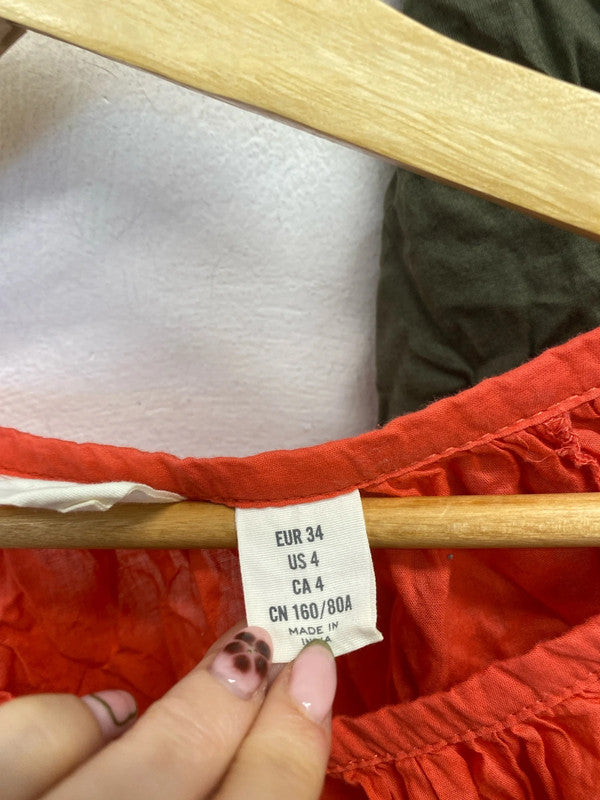 EUR 34
US 4
CA 4
CN 160/80A
MADE IN